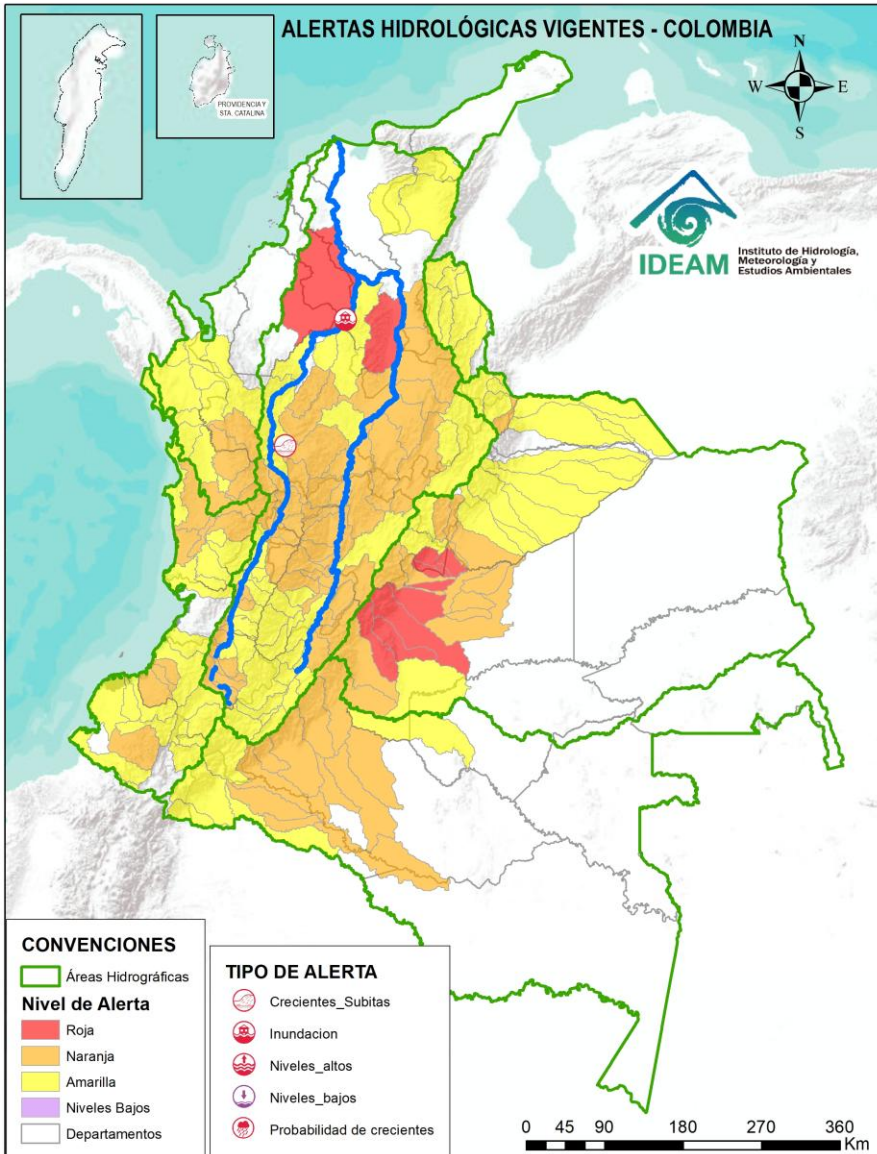 ALERTAS HIDROLÓGICAS VIGENTES - COLOMBIA
N
W
E
S
PROVIDENCIA Y
STA. CATALINA
IDEAM
Instituto de Hidrología,
Meteorología y
Estudios Ambientales
CONVENCIONES
Áreas Hidrográficas
Nivel de Alerta
Roja
Naranja
Amarilla
Niveles Bajos
Departamentos
TIPO DE ALERTA
Crecientes_Subitas
Inundacion
Niveles_altos
Niveles_bajos
Probabilidad de crecientes
0 45 90 180 270 360
Km